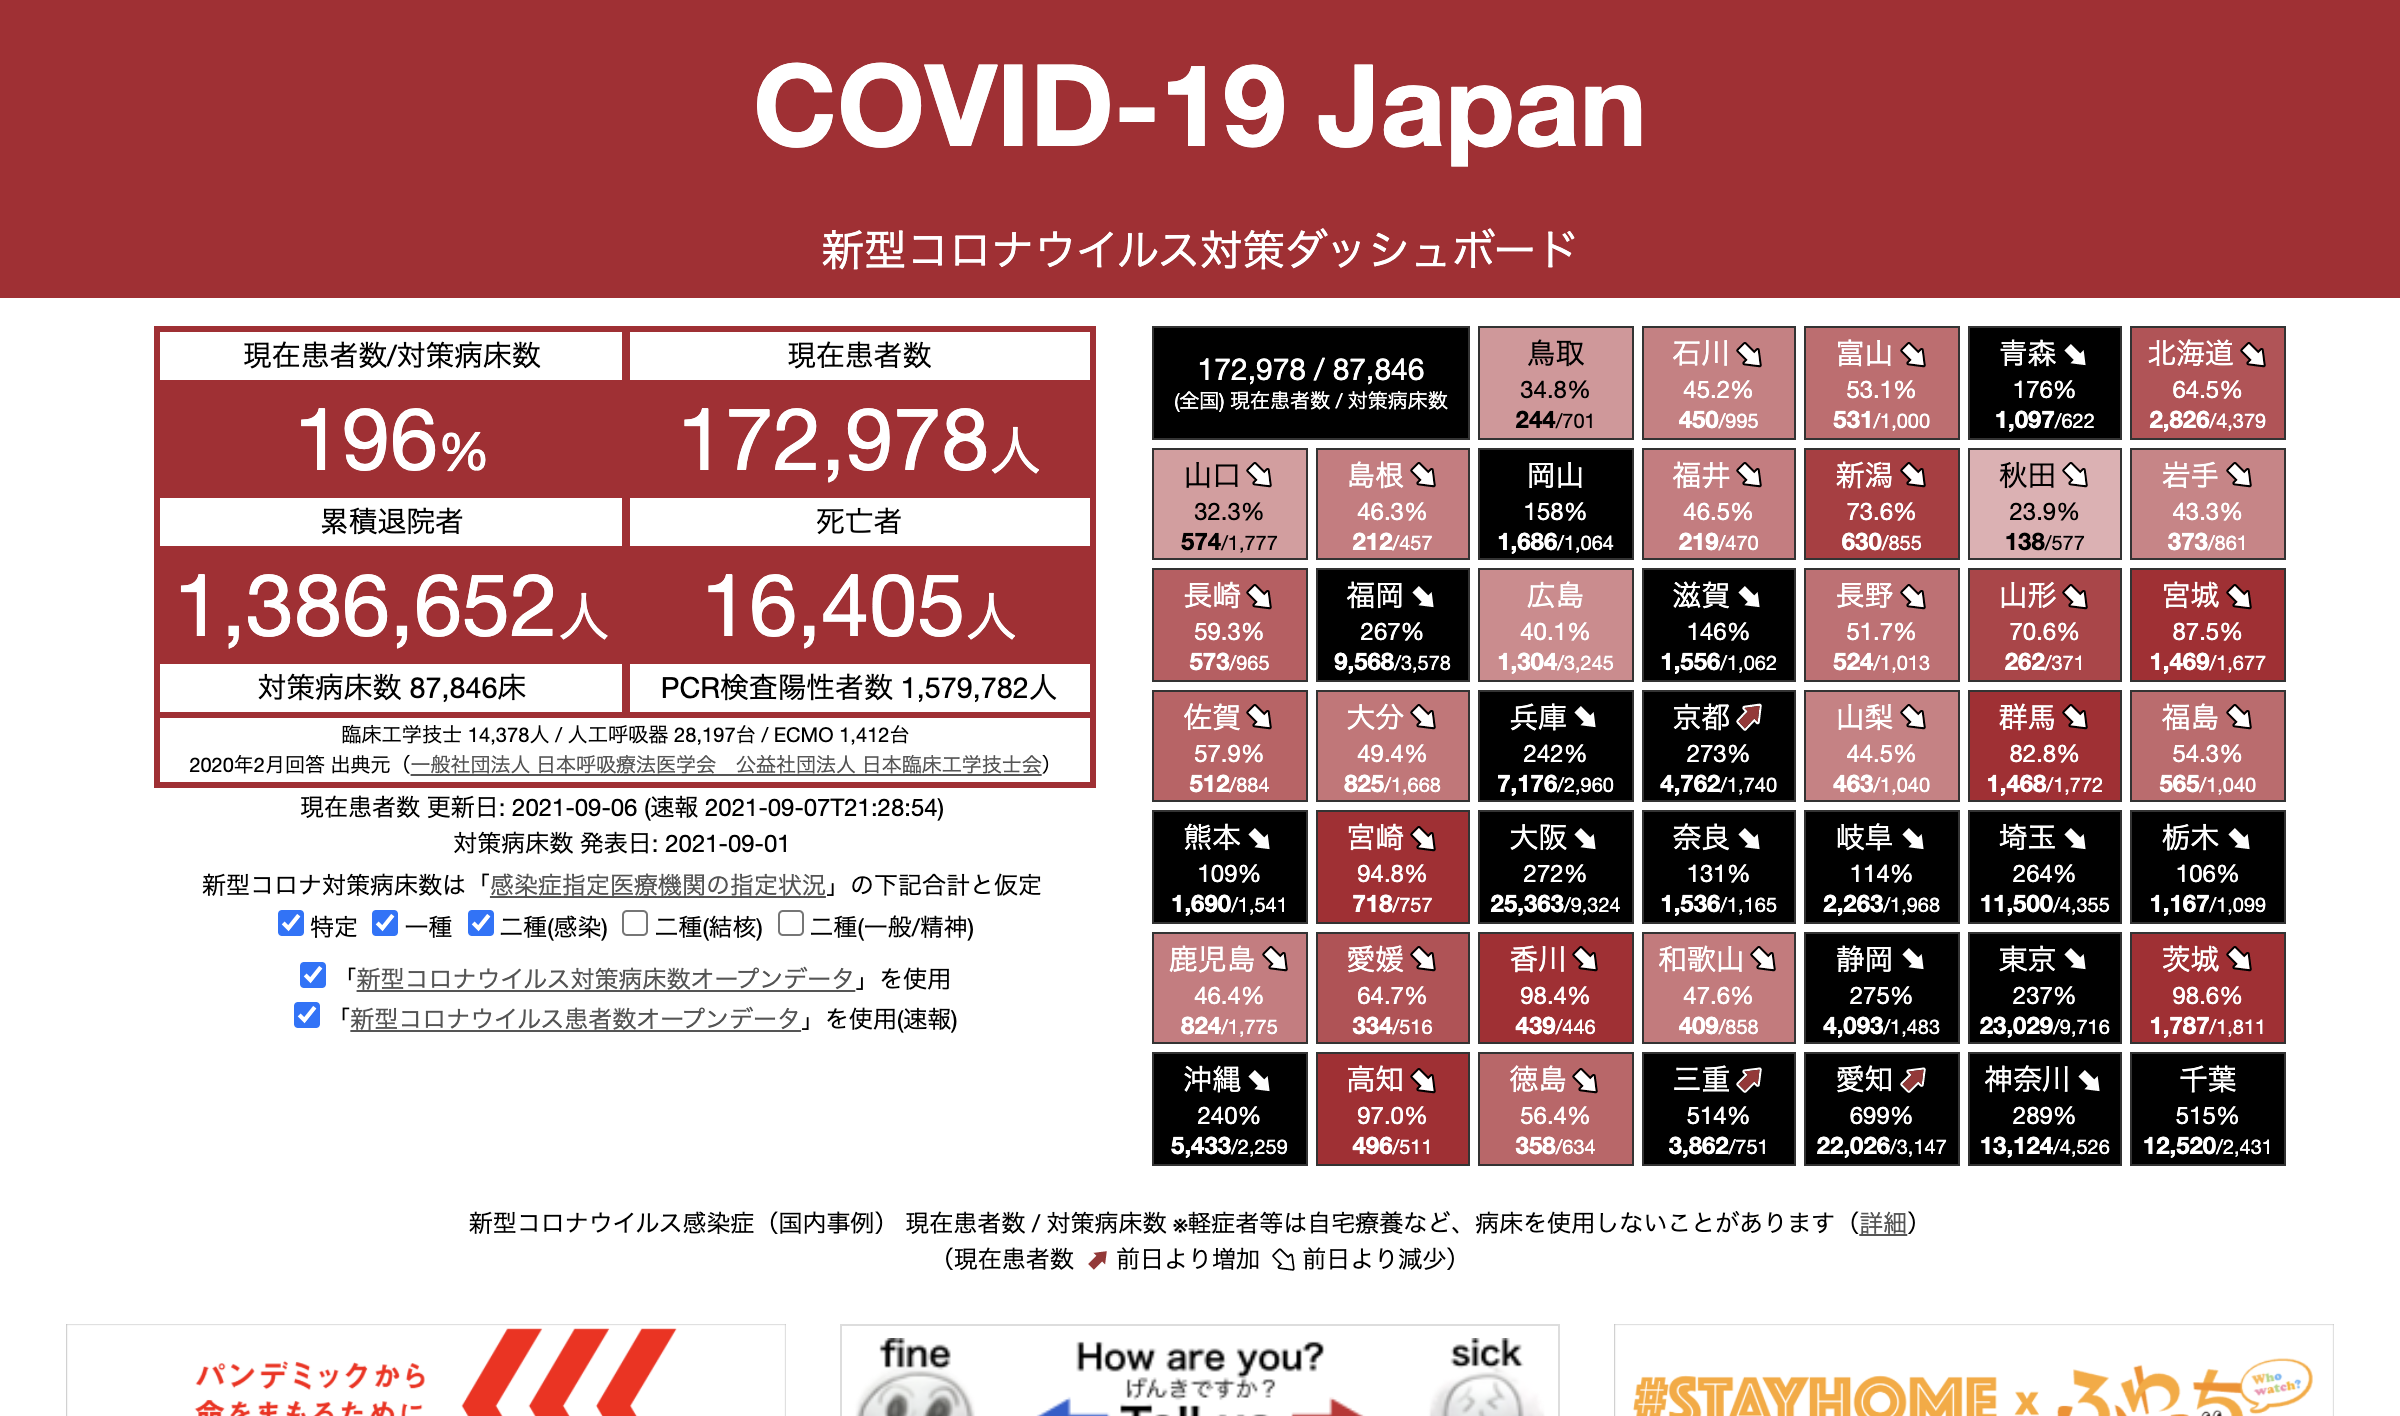 COVID-19 Japan
新型コロナウイルス対策ダッシュボード
現在患者数/対策病床数 現在患者数
196% 172,978人
累積退院者 死亡者
1,386,652人 16,405人
対策病床数 87,846床 PCR検査陽性者数 1,579,782人
臨床工学技士 14,378人 / 人工呼吸器 28,197台 / ECMO 1,412台
2020年2月回答 出典元（一般社団法人 日本呼吸療法医学会　公益社団法人 日本臨床工学技士会）
現在患者数 更新日: 2021-09-06 (速報 2021-09-07T21:28:54)
対策病床数 発表日: 2021-09-01
新型コロナ対策病床数は「感染症指定医療機関の指定状況」の下記合計と仮定
特定 一種 二種(感染) 二種(結核) 二種(一般/精神)
「新型コロナウイルス対策病床数オープンデータ」を使用
「新型コロナウイルス患者数オープンデータ」を使用(速報)
172,978 / 87,846
(全国) 現在患者数 / 対策病床数
鳥取 石川 富山 青森 北海道
34.8% 45.2% 53.1% 176% 64.5%
244/701 450/995 531/1,000 1,097/622 2,826/4,379
山口 島根 岡山 福井 新潟 秋田 岩手
32.3% 46.3% 158% 46.5% 73.6% 23.9% 43.3%
574/1,777 212/457 1,686/1,064 219/470 630/855 138/577 373/861
長崎 福岡 広島 滋賀 長野 山形 宮城
59.3% 267% 40.1% 146% 51.7% 70.6% 87.5%
573/965 9,568/3,578 1,304/3,245 1,556/1,062 524/1,013 262/371 1,469/1,677
佐賀 大分 兵庫 京都 山梨 群馬 福島
57.9% 49.4% 242% 273% 44.5% 82.8% 54.3%
512/884 825/1,668 7,176/2,960 4,762/1,740 463/1,040 1,468/1,772 565/1,040
熊本 宮崎 大阪 奈良 岐阜 埼玉 栃木
109% 94.8% 272% 131% 114% 264% 106%
1,690/1,541 718/757 25,363/9,324 1,536/1,165 2,263/1,968 11,500/4,355 1,167/1,099
鹿児島 愛媛 香川 和歌山 静岡 東京 茨城
46.4% 64.7% 98.4% 47.6% 275% 237% 98.6%
824/1,775 334/516 439/446 409/858 4,093/1,483 23,029/9,716 1,787/1,811
沖縄 高知 徳島 三重 愛知 神奈川 千葉
240% 97.0% 56.4% 514% 699% 289% 515%
5,433/2,259 496/511 358/634 3,862/751 22,026/3,147 13,124/4,526 12,520/2,431
新型コロナウイルス感染症（国内事例） 現在患者数 / 対策病床数 ※軽症者等は自宅療養など、病床を使用しないことがあります（詳細）
（現在患者数 前日より増加 前日より減少）
パンデミックから
命をまもるために
fine How are you? sick
げんきですか？
Tell us
#STAYHOME x ふわっち
Who watch?